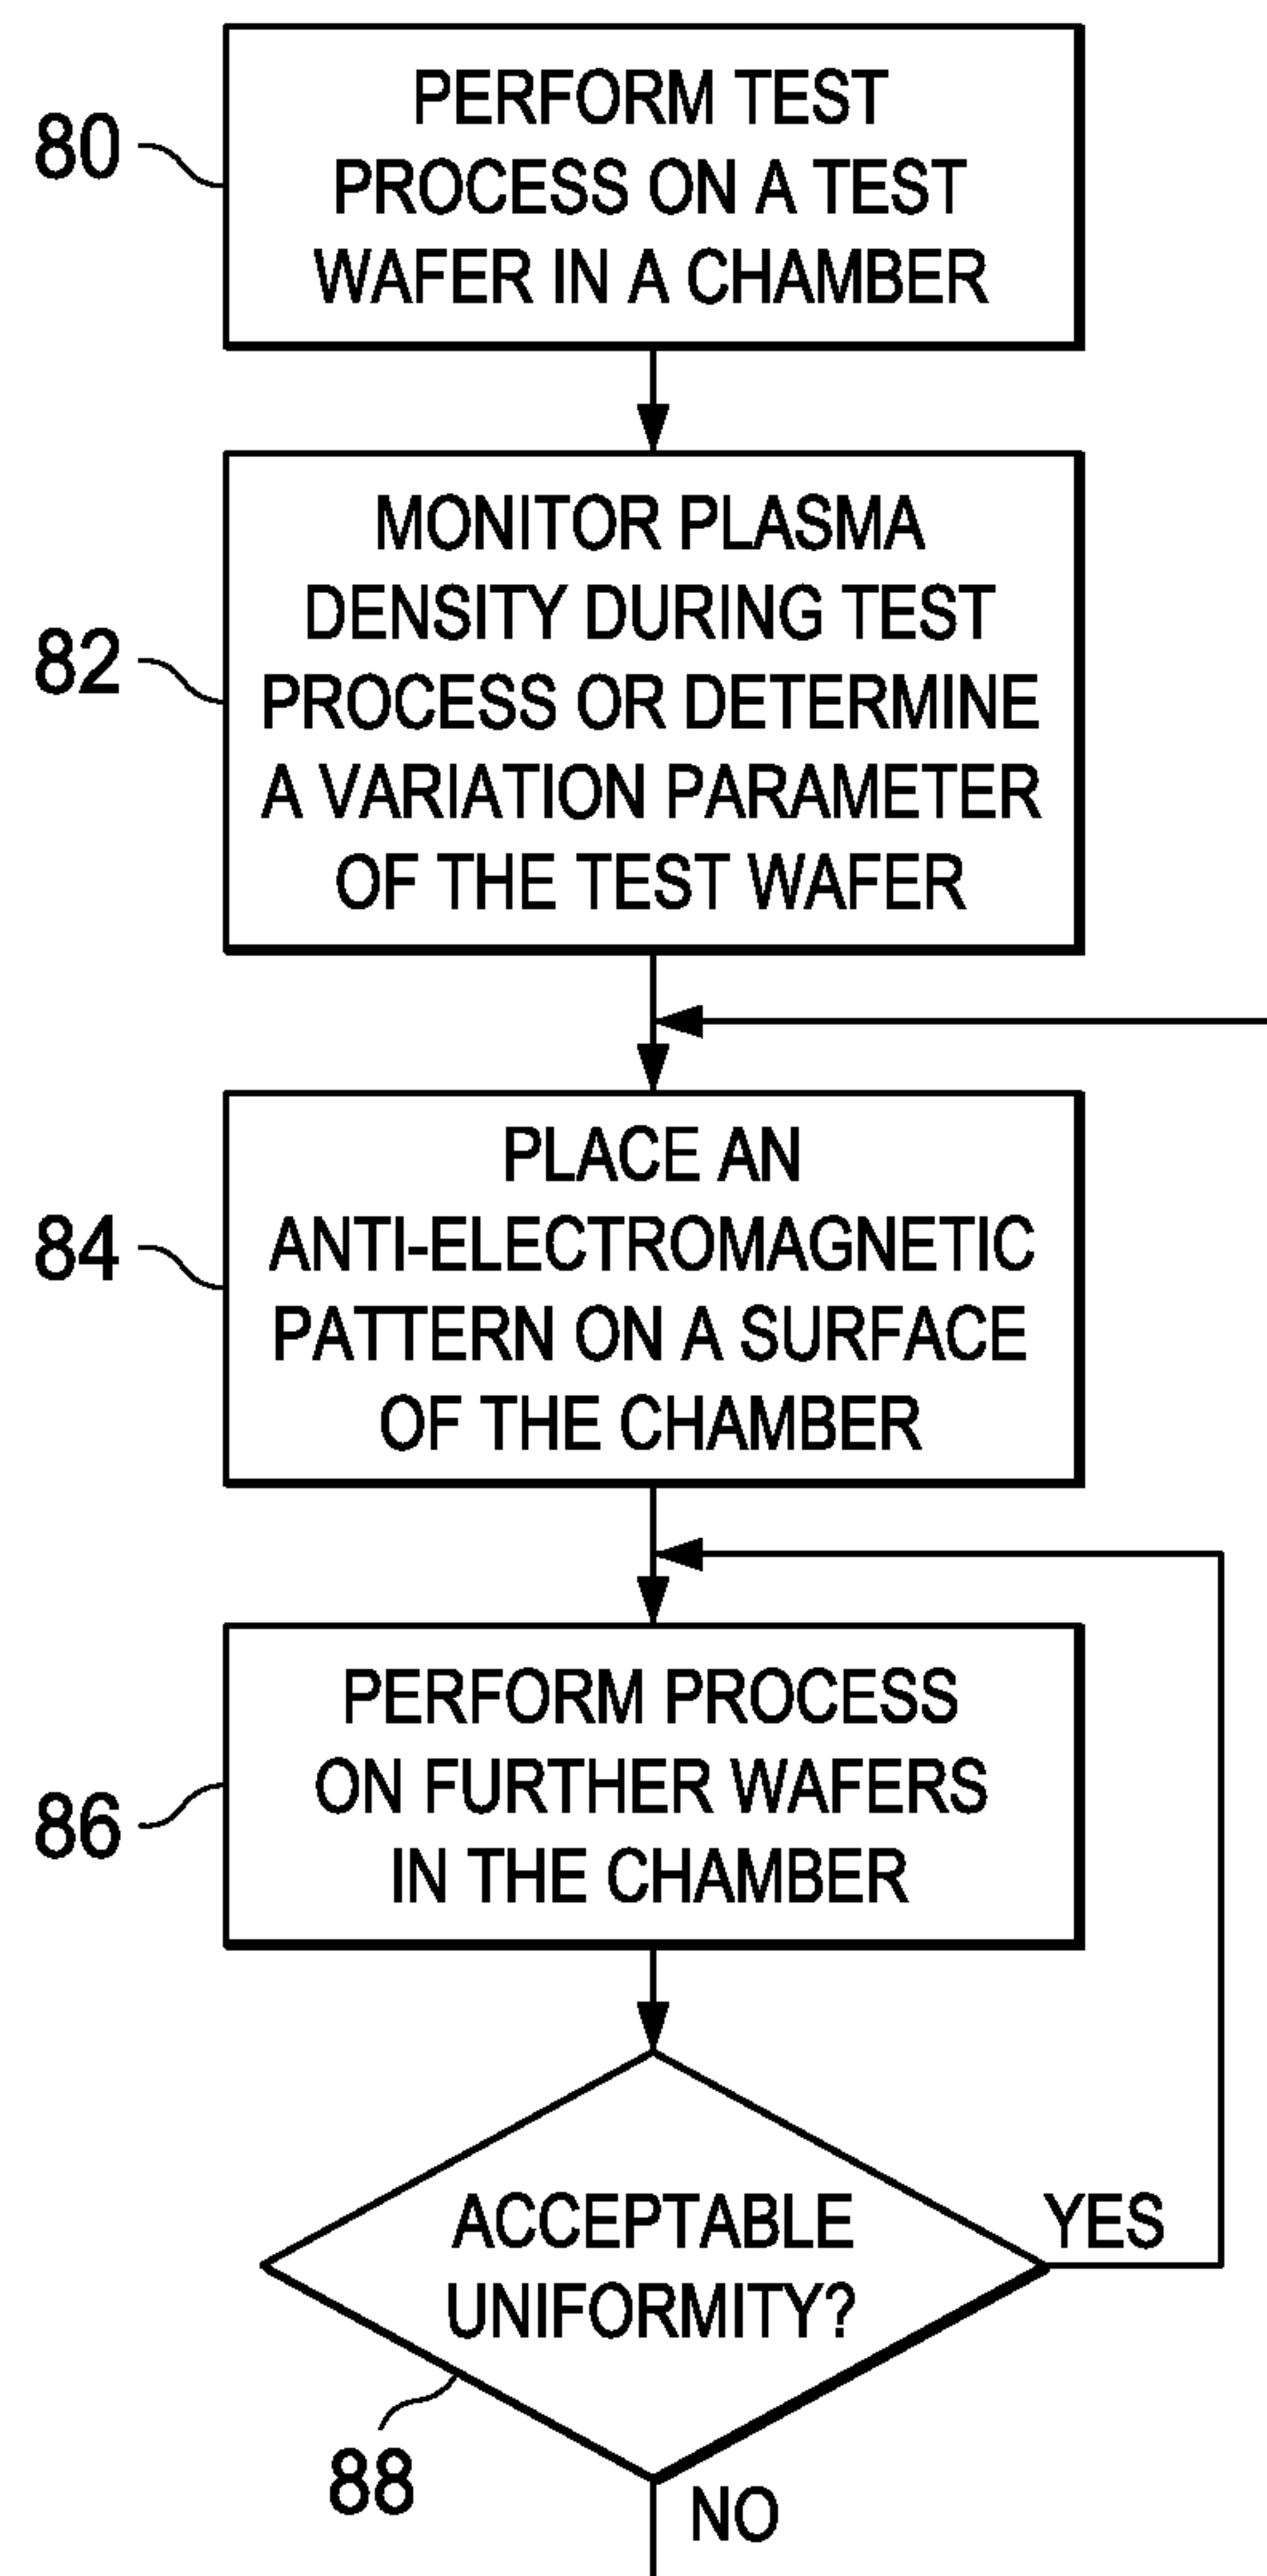 80
PERFORM TEST
PROCESS ON A TEST
WAFER IN A CHAMBER
82
MONITOR PLASMA
DENSITY DURING TEST
PROCESS OR DETERMINE
A VARIATION PARAMETER
OF THE TEST WAFER
84
PLACE AN
ANTI-ELECTROMAGNETIC
PATTERN ON A SURFACE
OF THE CHAMBER
86
PERFORM PROCESS
ON FURTHER WAFERS
IN THE CHAMBER
ACCEPTABLE
UNIFORMITY?
YES
88
NO